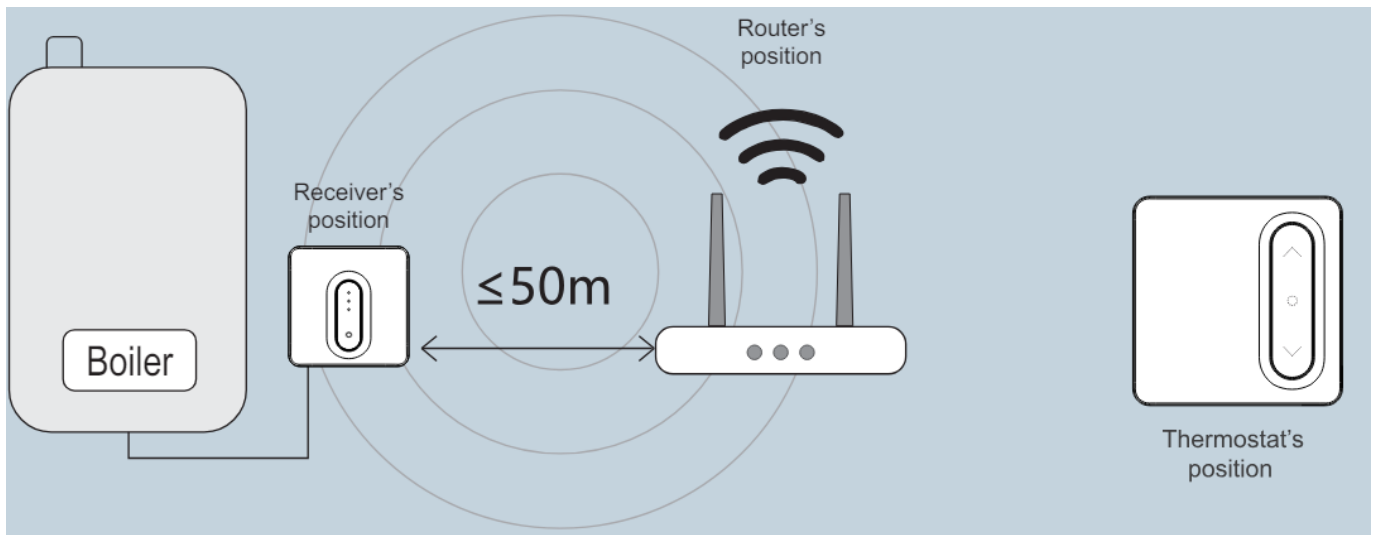 Router's
position
Receiver's
position
≤50m
Boiler
Thermostat's
position